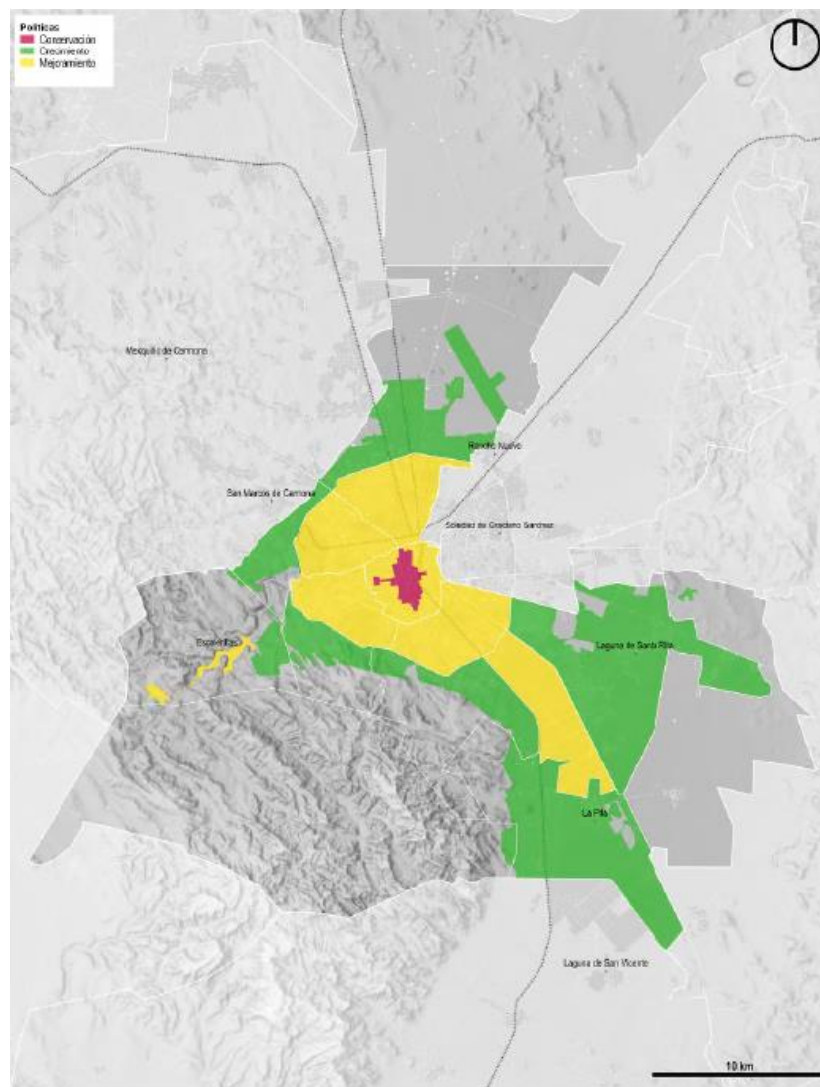 Políticas
Conservación
Crecimiento
Mejoramiento
Mexquitic de Carmona
Rancho Nuevo
San Marcos de Carmona
Soledad de Graciano Sánchez
Escalerillas
Laguna de Santa Rita
La Pila
Laguna de San Vicente
10 km